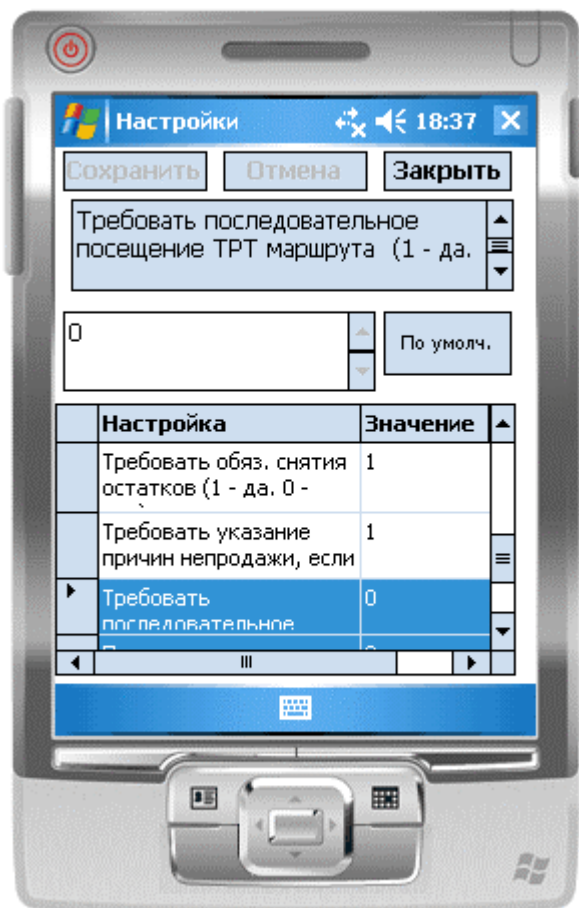 Настройки 18:37
Сохранить Отмена Закрыть
Требовать последовательное
посещение ТРТ маршрута (1 - да.
0
По умолч.
Настройка Значение
Требовать обяз. снятия 1
остатков (1 - да. 0 -
Требовать указание 1
причин непродажи, если
Требовать 0
последовательное